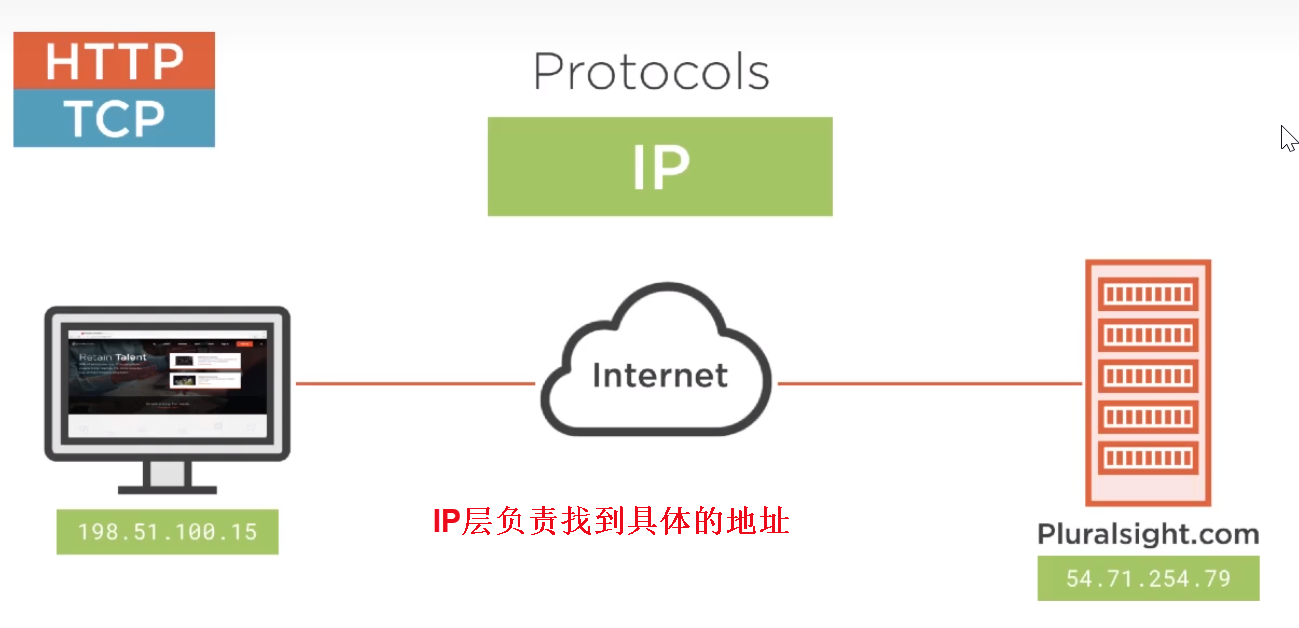 HTTP
TCP
Protocols
IP
Retain Talent
Internet
198.51.100.15
IP层负责找到具体的地址
Pluralsight.com
54.71.254.79